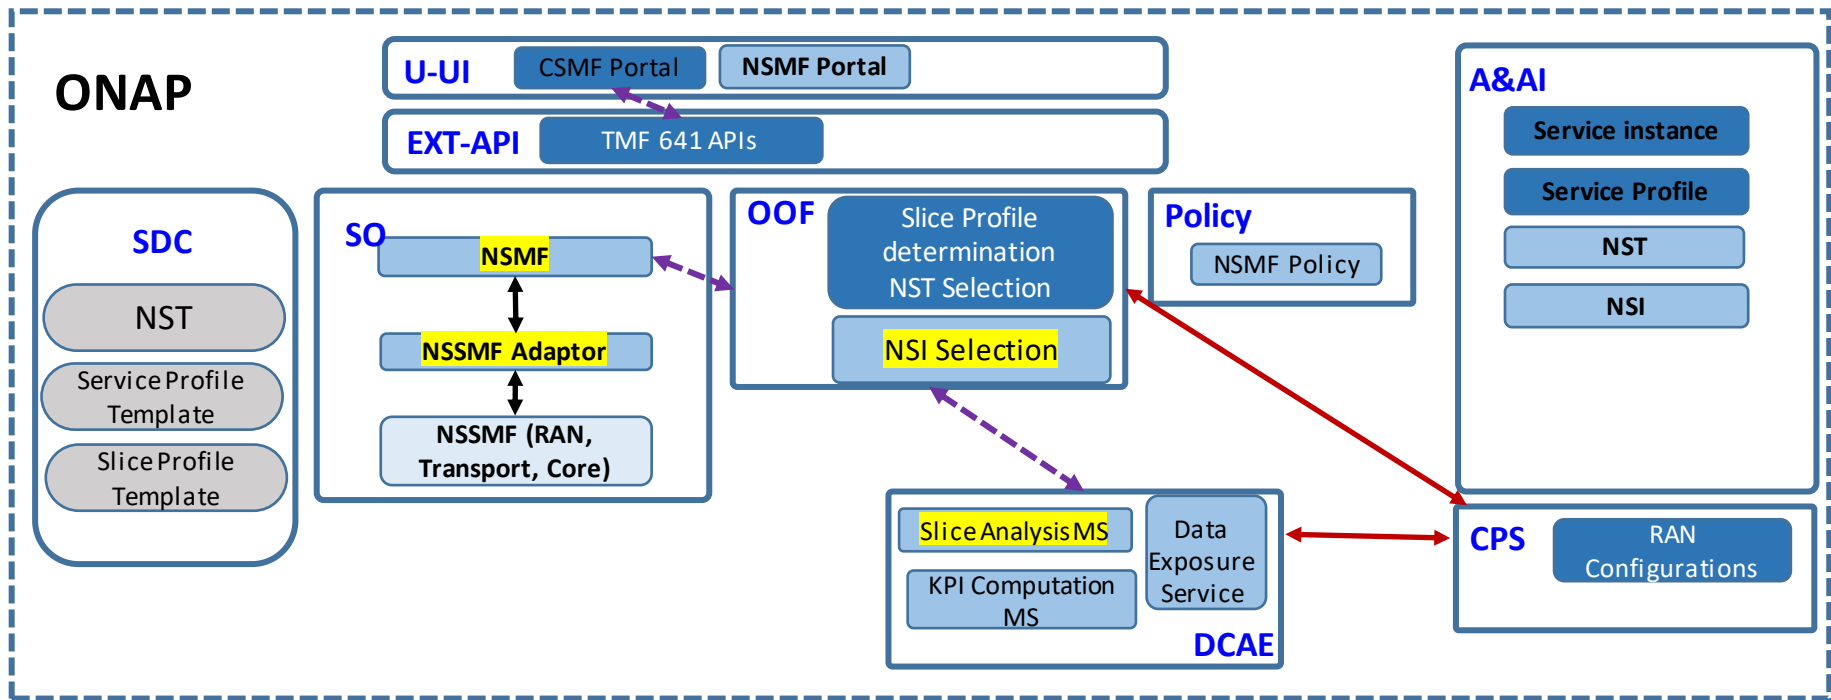 ONAP
U-UI
CSMF Portal
NSMF Portal
EXT-API
TMF 641 APIs
SDC
NST
Service Profile
Template
Slice Profile
Template
SO
NSMF
NSSMF Adaptor
NSSMF (RAN,
Transport, Core)
OOF
Slice Profile
determination
NST Selection
NSI Selection
Policy
NSMF Policy
A&AI
Service instance
Service Profile
NST
NSI
Slice Analysis MS
KPI Computation
MS
Data
Exposure
Service
DCAE
CPS
RAN
Configurations